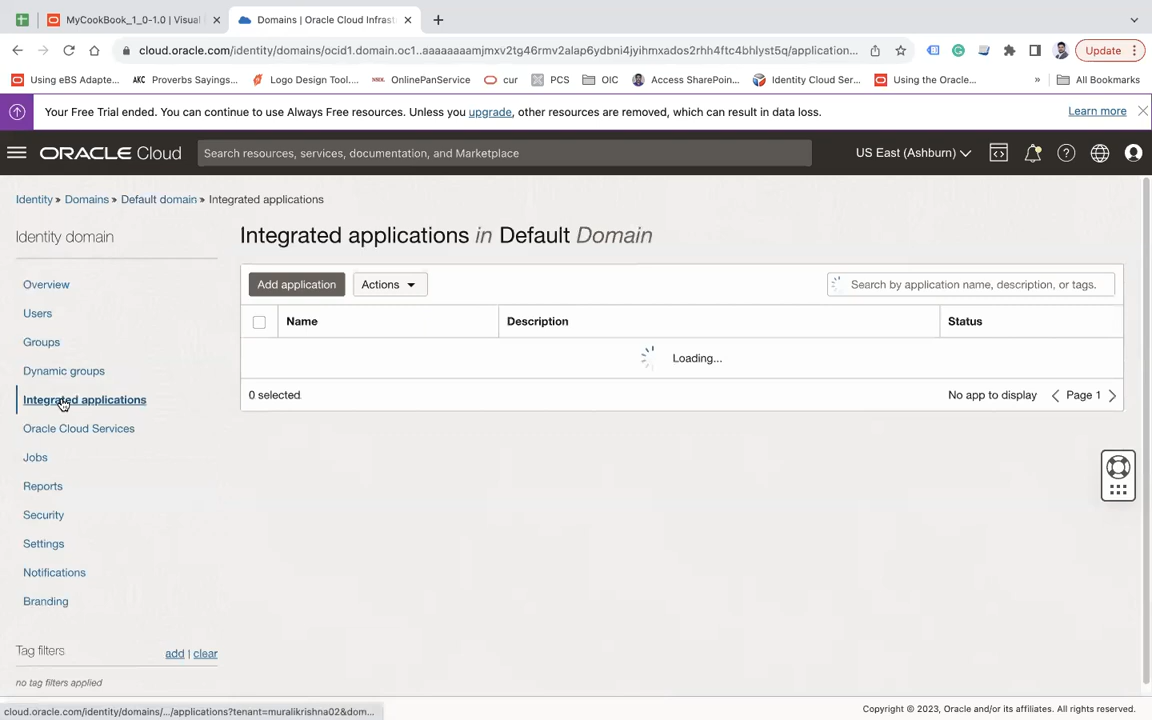 MyCookBook_1_0-1.0 | Visual
Domains | Oracle Cloud Infrast
cloud.oracle.com/identity/domains/ocid1.domain.oc1..aaaaaaaamjmxv2tg46rmv2alap6ydbni4jyihmxados2rhh4ftc4bhlyst5q/application...
Update
Using eBS Adapte...
AKC Proverbs Sayings...
Logo Design Tool....
OnlinePanService
cur
PCS
OIC
Access SharePoin...
Identity Cloud Ser...
Using the Oracle...
»
All Bookmarks
Your Free Trial ended. You can continue to use Always Free resources. Unless you upgrade, other resources are removed, which can result in data loss.
Learn more
ORACLE Cloud
Search resources, services, documentation, and Marketplace
US East (Ashburn)
Identity » Domains » Default domain » Integrated applications
Identity domain
Overview
Users
Groups
Dynamic groups
Integrated applications
Oracle Cloud Services
Jobs
Reports
Security
Settings
Notifications
Branding
Tag filters
add | clear
no tag filters applied
Integrated applications in Default Domain
Add application
Actions
Search by application name, description, or tags.
Name
Description
Status
Loading...
0 selected
No app to display
Page 1
cloud.oracle.com/identity/domains/.../applications?tenant=muralikrishna02&dom...
Copyright © 2023, Oracle and/or its affiliates. All rights reserved.